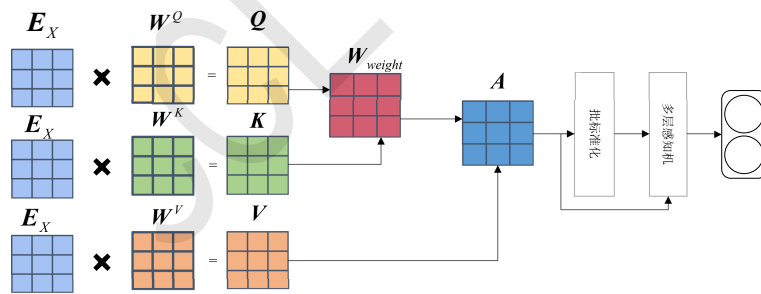 E_X W^Q Q
✖ =
W_weight
A
E_X W^K K
✖ =
批标准化
多层感知机
E_X W^V V
✖ =